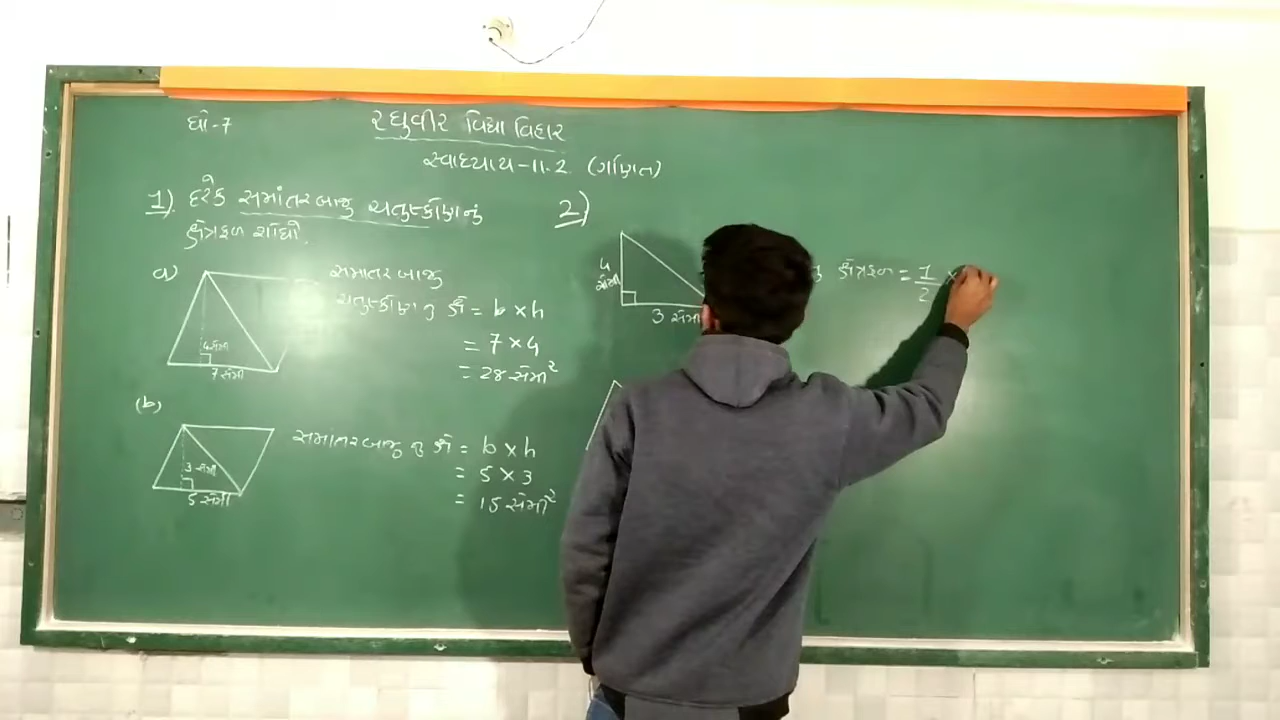 ધો-7
રઘુવીર વિદ્યા વિહાર
સ્વાધ્યાય-11.2 (ગણિત)
1) દરેક સમાંતરબાજુ ચતુષ્કોણનું
ક્ષેત્રફળ શોધો.
a)
4 સેમી
7 સેમી
સમાતર બાજુ
ચતુષ્કોણ નુ ક્ષે = b × h
= 7 × 4
= 28 સેમી²
(b)
3 સેમી
5 સેમી
સમાંતરબાજુ નુ ક્ષે = b × h
= 5 × 3
= 15 સેમી²
2)
4
સેમી
3 સેમી
નુ ક્ષેત્રફળ = 1/2 ×